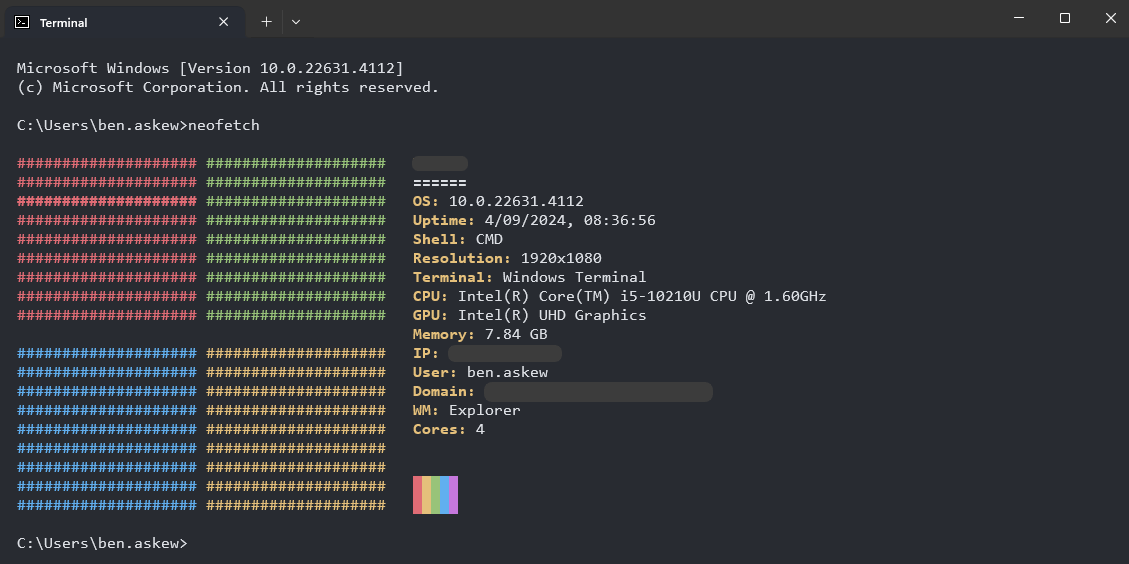 Terminal
Microsoft Windows [Version 10.0.22631.4112]
(c) Microsoft Corporation. All rights reserved.
C:\Users\ben.askew>neofetch
#################### ####################
#################### #################### ======
#################### #################### OS: 10.0.22631.4112
#################### #################### Uptime: 4/09/2024, 08:36:56
#################### #################### Shell: CMD
#################### #################### Resolution: 1920x1080
#################### #################### Terminal: Windows Terminal
#################### #################### CPU: Intel(R) Core(TM) i5-10210U CPU @ 1.60GHz
#################### #################### GPU: Intel(R) UHD Graphics
Memory: 7.84 GB
#################### #################### IP:
#################### #################### User: ben.askew
#################### #################### Domain:
#################### #################### WM: Explorer
#################### #################### Cores: 4
#################### ####################
#################### ####################
#################### ####################
#################### ####################
C:\Users\ben.askew>